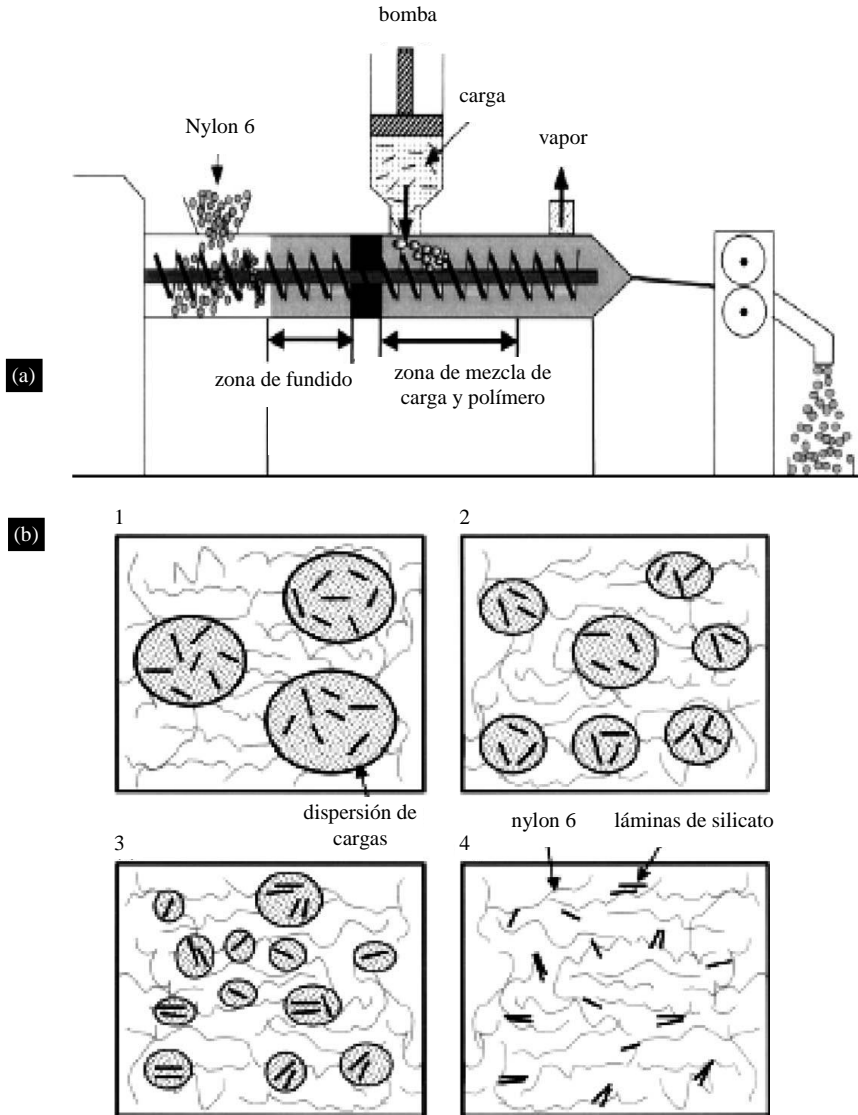 bomba
carga
Nylon 6
vapor
zona de fundido
zona de mezcla de
carga y polímero
(a)
(b)
1
2
dispersión de
cargas
nylon 6
láminas de silicato
3
4